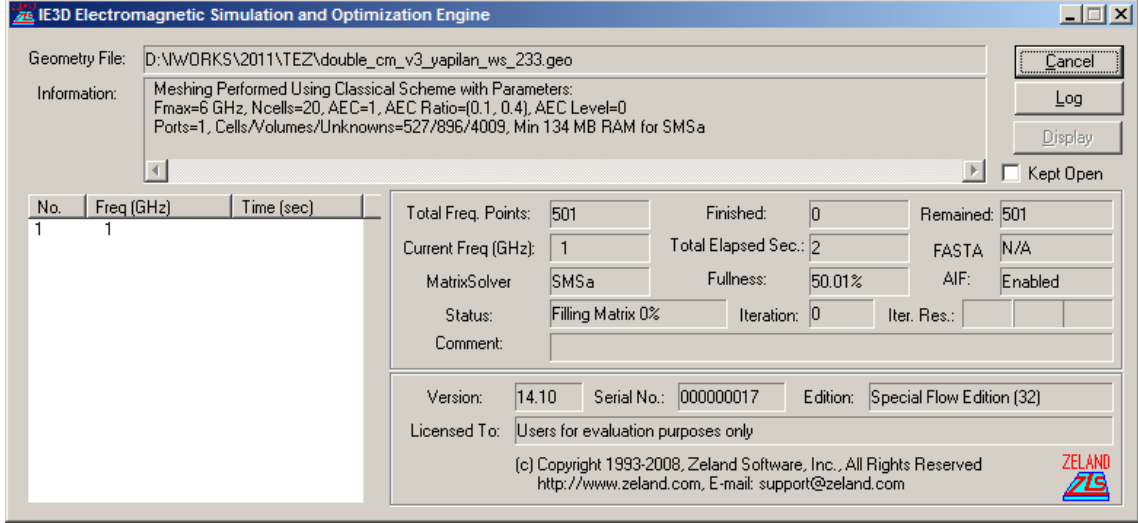 IE3D Electromagnetic Simulation and Optimization Engine
Geometry File: D:\IWORKS\2011\TEZ\double_cm_v3_yapilan_ws_233.geo
Cancel
Information: Meshing Performed Using Classical Scheme with Parameters:
Fmax=6 GHz, Ncells=20, AEC=1, AEC Ratio=(0.1, 0.4), AEC Level=0
Ports=1, Cells/Volumes/Unknowns=527/896/4009, Min 134 MB RAM for SMSa
Log
Display
Kept Open
No. Freq (GHz) Time (sec)
1 1
Total Freq. Points: 501 Finished: 0 Remained: 501
Current Freq (GHz): 1 Total Elapsed Sec.: 2 FASTA N/A
MatrixSolver SMSa Fullness: 50.01% AIF: Enabled
Status: Filling Matrix 0% Iteration: 0 Iter. Res.:
Comment:
Version: 14.10 Serial No.: 000000017 Edition: Special Flow Edition (32)
Licensed To: Users for evaluation purposes only
(c) Copyright 1993-2008, Zeland Software, Inc., All Rights Reserved
http://www.zeland.com, E-mail: support@zeland.com
ZELAND
ZLS